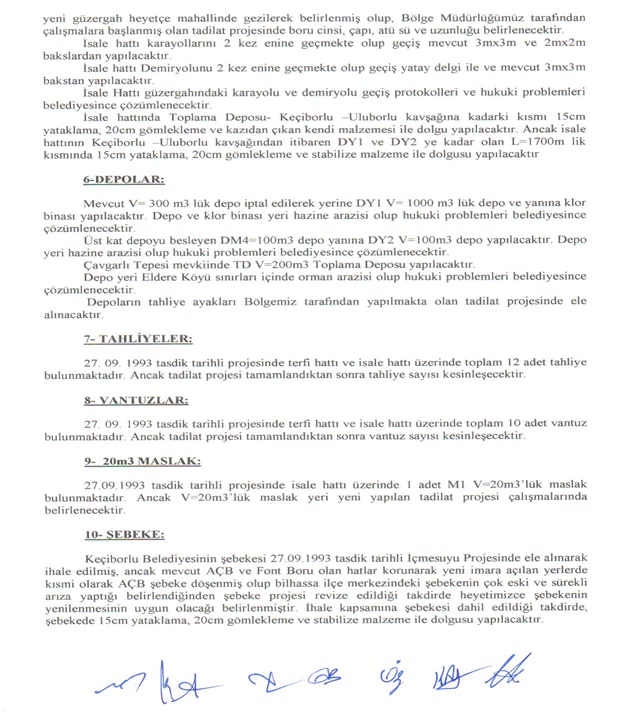 yeni güzergah heyetçe mahallinde gezilerek belirlenmiş olup, Bölge Müdürlüğümüz tarafından
çalışmalara başlanmış olan tadilat projesinde boru cinsi, çapı, atü sü ve uzunluğu belirlenecektir.
İsale hattı karayollarını 2 kez enine geçmekte olup geçiş mevcut 3mx3m ve 2mx2m
bakslardan yapılacaktır.
İsale hattı Demiryolunu 2 kez enine geçmekte olup geçiş yatay delgi ile ve mevcut 3mx3m
bakstan yapılacaktır.
İsale Hattı güzergahındaki karayolu ve demiryolu geçiş protokolleri ve hukuki problemleri
belediyesince çözümlenecektir.
İsale hattında Toplama Deposu- Keçiborlu –Uluborlu kavşağına kadarki kısmı 15cm
yataklama, 20cm gömlekleme ve kazıdan çıkan kendi malzemesi ile dolgu yapılacaktır. Ancak isale
hattının Keçiborlu –Uluborlu kavşağından itibaren DY1 ve DY2 ye kadar olan L=1700m lik
kısmında 15cm yataklama, 20cm gömlekleme ve stabilize malzeme ile dolgusu yapılacaktır
6-DEPOLAR:
Mevcut V= 300 m3 lük depo iptal edilerek yerine DY1 V= 1000 m3 lük depo ve yanına klor
binası yapılacaktır. Depo ve klor binası yeri hazine arazisi olup hukuki problemleri belediyesince
çözümlenecektir.
Üst kat depoyu besleyen DM4=100m3 depo yanına DY2 V=100m3 depo yapılacaktır. Depo
yeri hazine arazisi olup hukuki problemleri belediyesince çözümlenecektir.
Çavgarlı Tepesi mevkiinde TD V=200m3 Toplama Deposu yapılacaktır.
Depo yeri Eldere Köyü sınırları içinde orman arazisi olup hukuki problemleri belediyesince
çözümlenecektir.
Depoların tahliye ayakları Bölgemiz tarafından yapılmakta olan tadilat projesinde ele
alınacaktır.
7- TAHLİYELER:
27. 09. 1993 tasdik tarihli projesinde terfi hattı ve isale hattı üzerinde toplam 12 adet tahliye
bulunmaktadır. Ancak tadilat projesi tamamlandıktan sonra tahliye sayısı kesinleşecektir.
8- VANTUZLAR:
27. 09. 1993 tasdik tarihli projesinde terfi hattı ve isale hattı üzerinde toplam 10 adet vantuz
bulunmaktadır. Ancak tadilat projesi tamamlandıktan sonra vantuz sayısı kesinleşecektir.
9- 20m3 MASLAK:
27.09.1993 tasdik tarihli projesinde isale hattı üzerinde 1 adet M1 V=20m3'lük maslak
bulunmaktadır. Ancak V=20m3'lük maslak yeri yeni yapılan tadilat projesi çalışmalarında
belirlenecektir.
10- ŞEBEKE:
Keçiborlu Belediyesinin şebekesi 27.09.1993 tasdik tarihli İçmesuyu Projesinde ele alınarak
ihale edilmiş, ancak mevcut AÇB ve Font Boru olan hatlar korunarak yeni imara açılan yerlerde
kısmi olarak AÇB şebeke döşenmiş olup bilhassa ilçe merkezindeki şebekenin çok eski ve sürekli
arıza yaptığı belirlendiğinden şebeke projesi revize edildiği takdirde heyetimizce şebekenin
yenilenmesinin uygun olacağı belirlenmiştir. İhale kapsamına şebekesi dahil edildiği takdirde,
şebekede 15cm yataklama, 20cm gömlekleme ve stabilize malzeme ile dolgusu yapılacaktır.